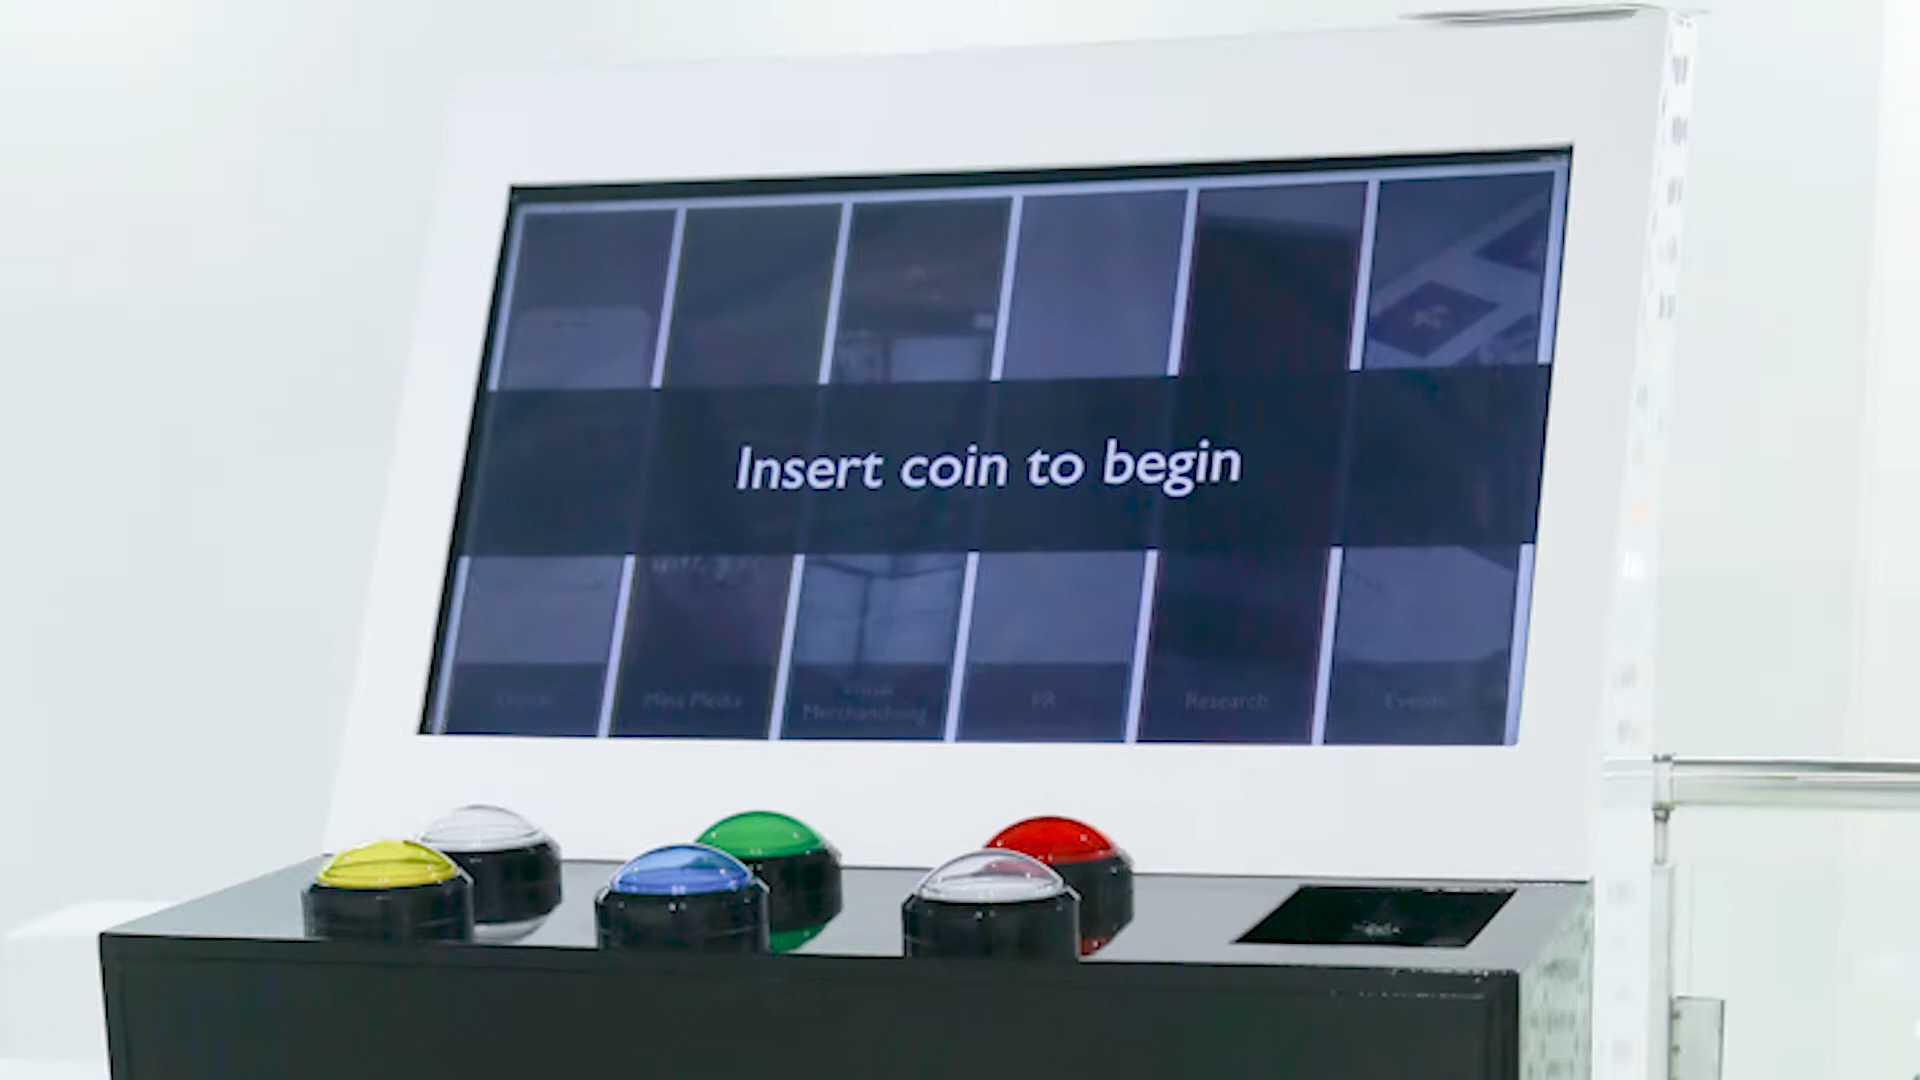 Insert coin to begin
Digital
Mass Media
Visual
Merchandising
PR
Research
Events